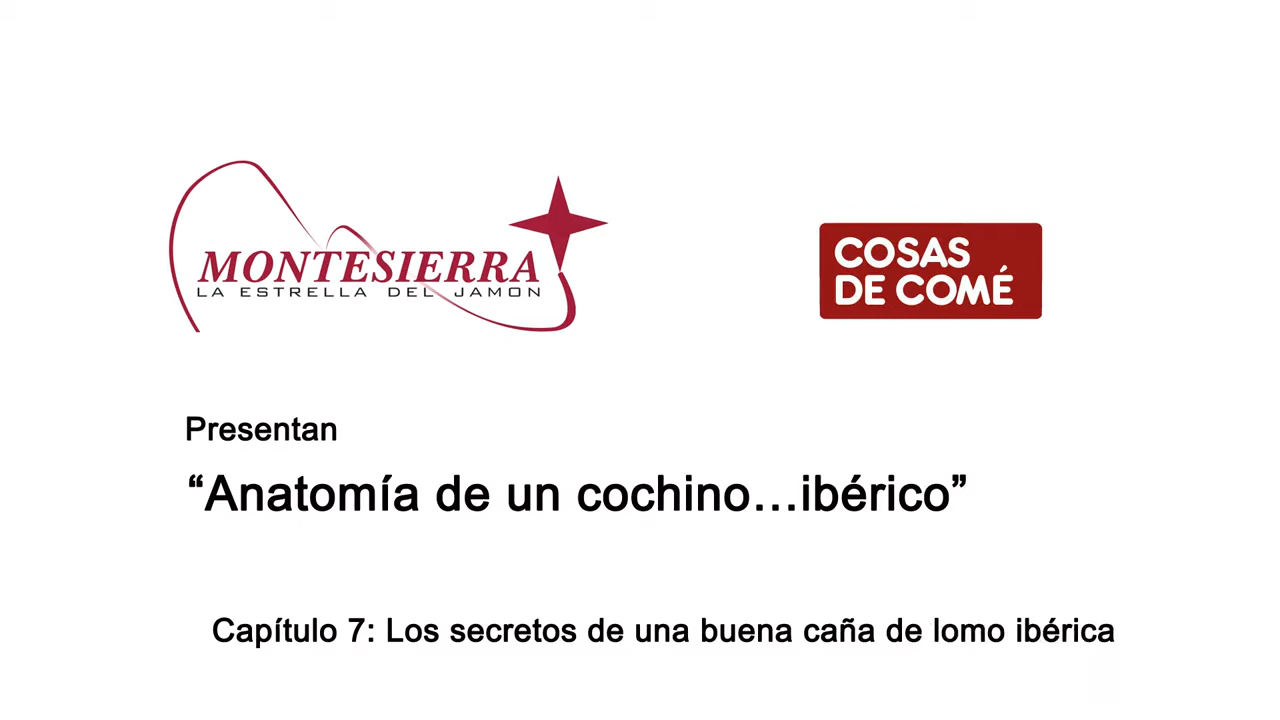 MONTESIERRA
LA ESTRELLA DEL JAMON
COSAS
DE COMÉ
Presentan
“Anatomía de un cochino...ibérico”
Capítulo 7: Los secretos de una buena caña de lomo ibérica